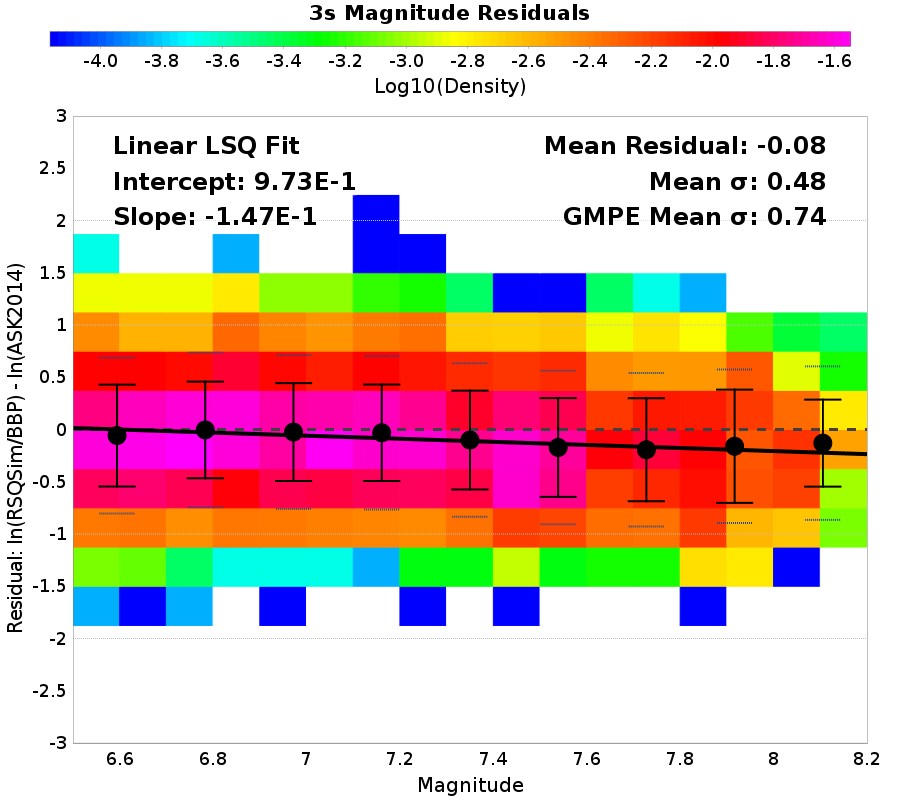 3s Magnitude Residuals
-4.0 -3.8 -3.6 -3.4 -3.2 -3.0 -2.8 -2.6 -2.4 -2.2 -2.0 -1.8 -1.6
Log10(Density)
Linear LSQ Fit
Intercept: 9.73E-1
Slope: -1.47E-1
Mean Residual: -0.08
Mean σ: 0.48
GMPE Mean σ: 0.74
Residual: ln(RSQSim/BBP) - ln(ASK2014)
3
2.5
2
1.5
1
0.5
0
-0.5
-1
-1.5
-2
-2.5
-3
6.6 6.8 7 7.2 7.4 7.6 7.8 8 8.2
Magnitude